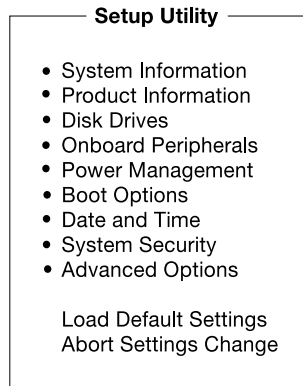 Setup Utility
• System Information
• Product Information
• Disk Drives
• Onboard Peripherals
• Power Management
• Boot Options
• Date and Time
• System Security
• Advanced Options
Load Default Settings
Abort Settings Change